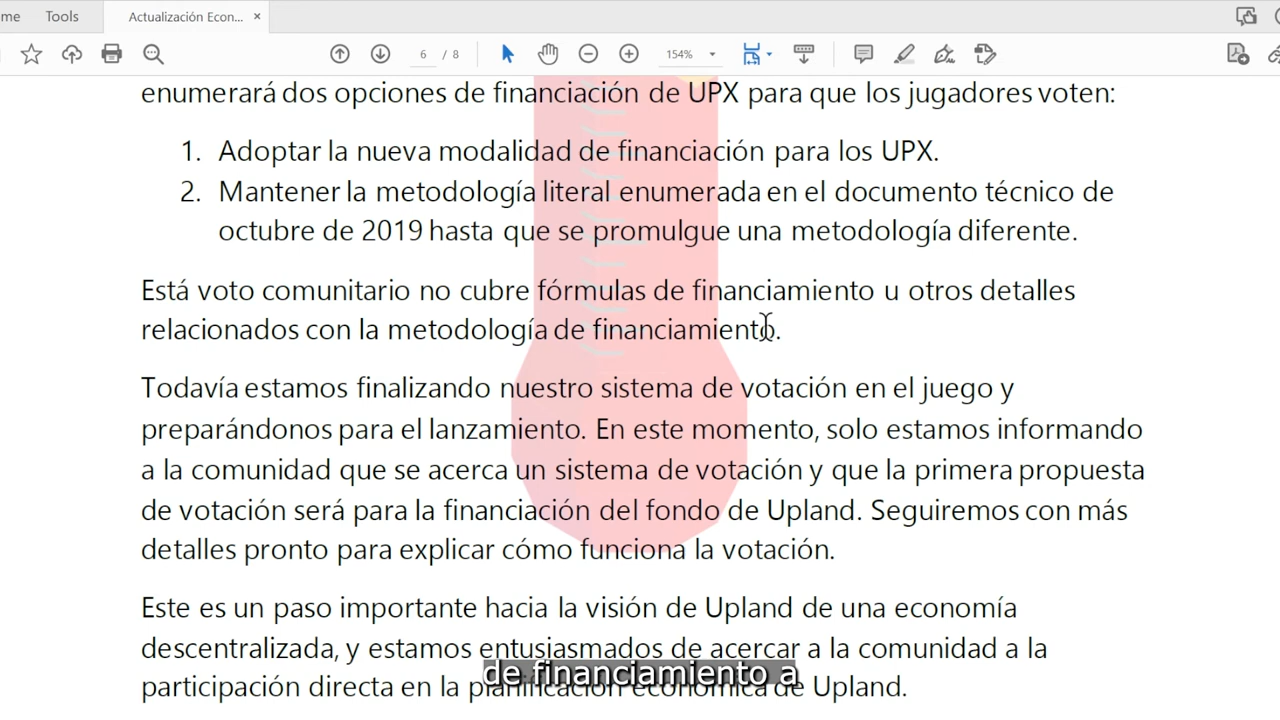 me Tools Actualización Econ... ×
6 / 8 154%
enumerará dos opciones de financiación de UPX para que los jugadores voten:
1. Adoptar la nueva modalidad de financiación para los UPX.
2. Mantener la metodología literal enumerada en el documento técnico de
octubre de 2019 hasta que se promulgue una metodología diferente.
Está voto comunitario no cubre fórmulas de financiamiento u otros detalles
relacionados con la metodología de financiamiento.
Todavía estamos finalizando nuestro sistema de votación en el juego y
preparándonos para el lanzamiento. En este momento, solo estamos informando
a la comunidad que se acerca un sistema de votación y que la primera propuesta
de votación será para la financiación del fondo de Upland. Seguiremos con más
detalles pronto para explicar cómo funciona la votación.
Este es un paso importante hacia la visión de Upland de una economía
descentralizada, y estamos entusiasmados de acercar a la comunidad a la
participación directa en la planificación económica de Upland.
de financiamiento a